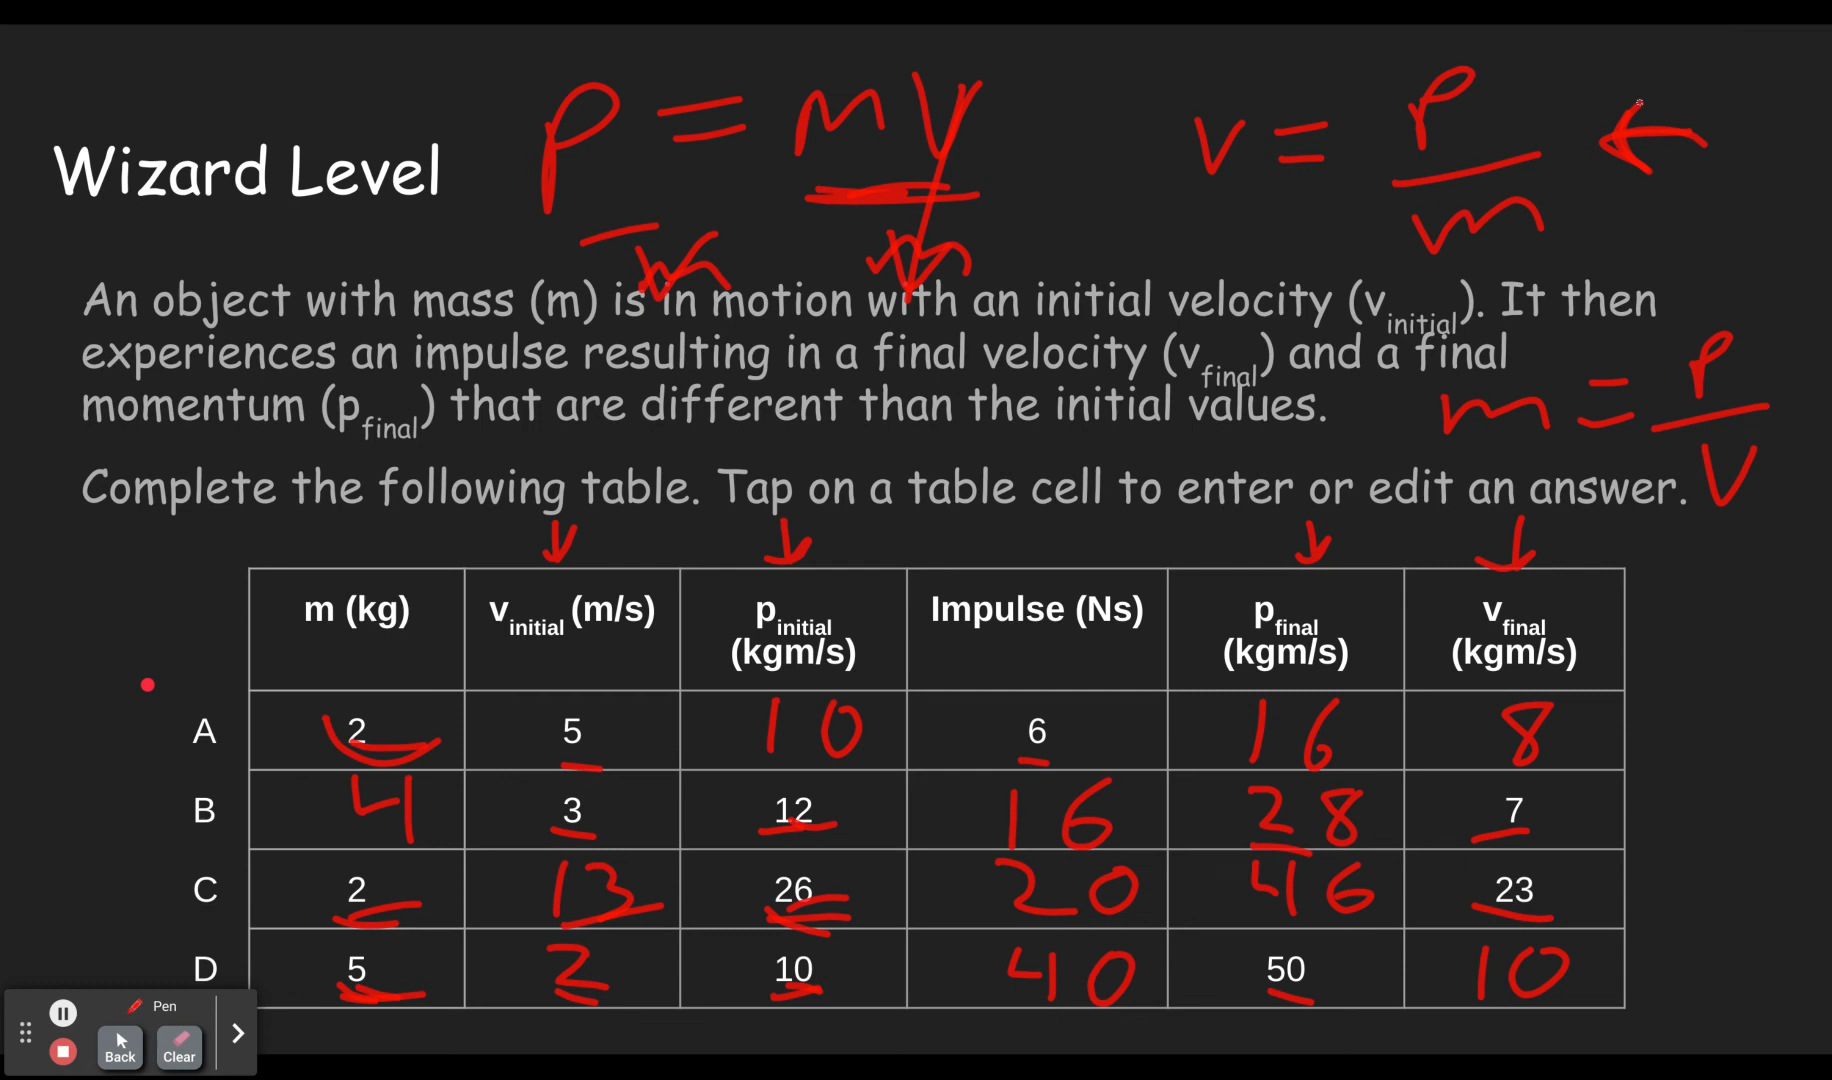 P = mV
v = P/m ←
Wizard Level
m m
An object with mass (m) is in motion with an initial velocity (vinitial). It then
experiences an impulse resulting in a final velocity (vfinal) and a final
momentum (pfinal) that are different than the initial values.
m = P/V
Complete the following table. Tap on a table cell to enter or edit an answer.
m (kg) vinitial (m/s) pinitial (kgm/s) Impulse (Ns) pfinal (kgm/s) vfinal (kgm/s)
A 2 5 10 6 16 8
B 4 3 12 16 28 7
C 2 13 26 20 46 23
D 5 2 10 40 50 10
Pen
Back Clear